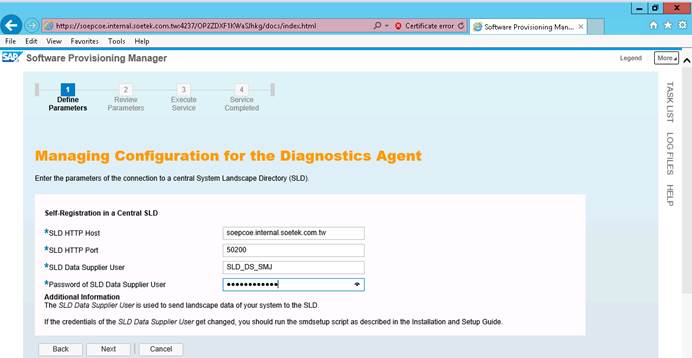 https://soepcoe.internal.soetek.com.tw:4237/OPZZDXF1KWaSJhkg/docs/index.html
Certificate error
Software Provisioning Man...
File Edit View Favorites Tools Help
SAP Software Provisioning Manager
Legend
More
1
2
3
4
Define Parameters
Review Parameters
Execute Service
Service Completed
TASK LIST
LOG FILES
HELP
Managing Configuration for the Diagnostics Agent
Enter the parameters of the connection to a central System Landscape Directory (SLD).
Self-Registration in a Central SLD
*SLD HTTP Host
soepcoe.internal.soetek.com.tw
*SLD HTTP Port
50200
*SLD Data Supplier User
SLD_DS_SMJ
*Password of SLD Data Supplier User
••••••••••••
Additional Information
The SLD Data Supplier User is used to send landscape data of your system to the SLD.
If the credentials of the SLD Data Supplier User get changed, you should run the smdsetup script as described in the Installation and Setup Guide.
Back
Next
Cancel